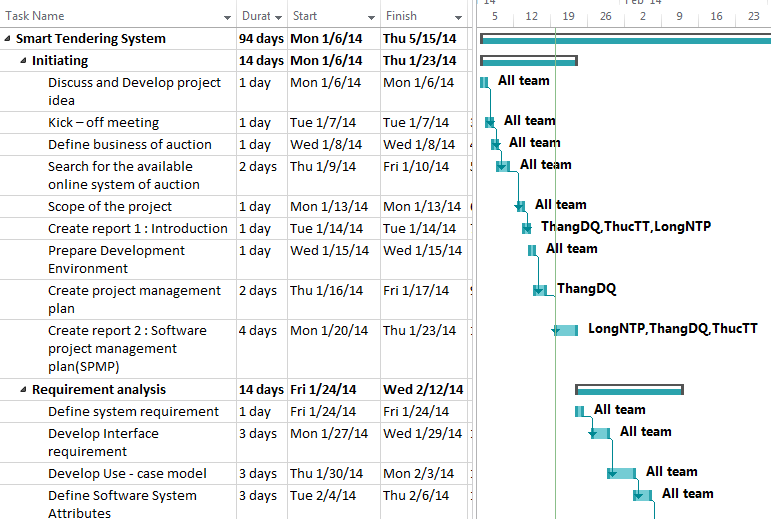 14 Feb '14
Task Name Durat Start Finish 5 12 19 26 2 9 16 23
Smart Tendering System 94 days Mon 1/6/14 Thu 5/15/14
Initiating 14 days Mon 1/6/14 Thu 1/23/14
Discuss and Develop project 1 day Mon 1/6/14 Mon 1/6/14 All team
idea
Kick – off meeting 1 day Tue 1/7/14 Tue 1/7/14 All team
Define business of auction 1 day Wed 1/8/14 Wed 1/8/14 All team
Search for the available 2 days Thu 1/9/14 Fri 1/10/14 All team
online system of auction
Scope of the project 1 day Mon 1/13/14 Mon 1/13/14 All team
Create report 1 : Introduction 1 day Tue 1/14/14 Tue 1/14/14 ThangDQ,ThucTT,LongNTP
Prepare Development 1 day Wed 1/15/14 Wed 1/15/14 All team
Environment
Create project management 2 days Thu 1/16/14 Fri 1/17/14 ThangDQ
plan
Create report 2 : Software 4 days Mon 1/20/14 Thu 1/23/14 LongNTP,ThangDQ,ThucTT
project management
plan(SPMP)
Requirement analysis 14 days Fri 1/24/14 Wed 2/12/14
Define system requirement 1 day Fri 1/24/14 Fri 1/24/14 All team
Develop Interface 3 days Mon 1/27/14 Wed 1/29/14 All team
requirement
Develop Use - case model 3 days Thu 1/30/14 Mon 2/3/14 All team
Define Software System 3 days Tue 2/4/14 Thu 2/6/14 All team
Attributes